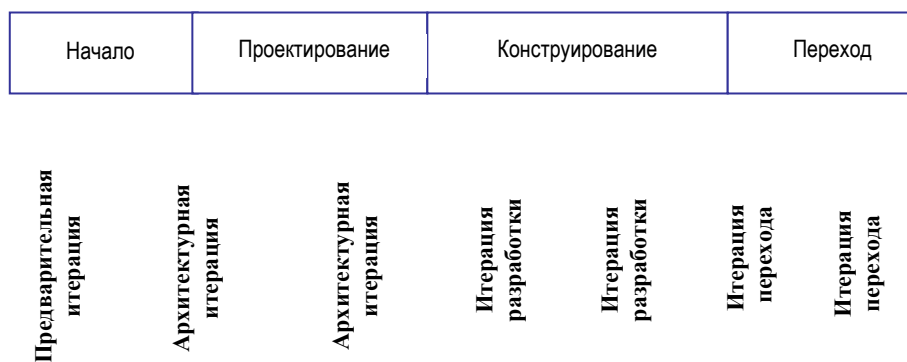 Начало
Проектирование
Конструирование
Переход
Предварительная
итерация
Архитектурная
итерация
Архитектурная
итерация
Итерация
разработки
Итерация
разработки
Итерация
перехода
Итерация
перехода